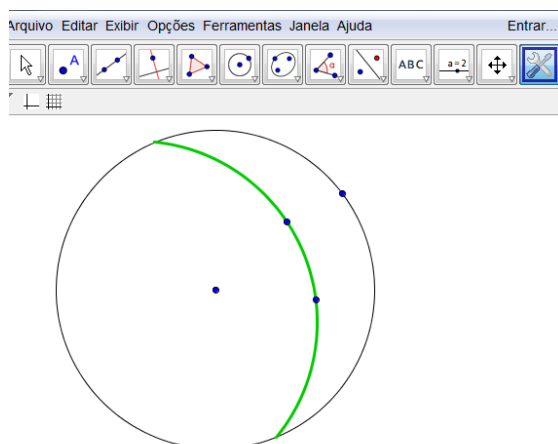 Arquivo Editar Exibir Opções Ferramentas Janela Ajuda Entrar...
A α ABC a=2